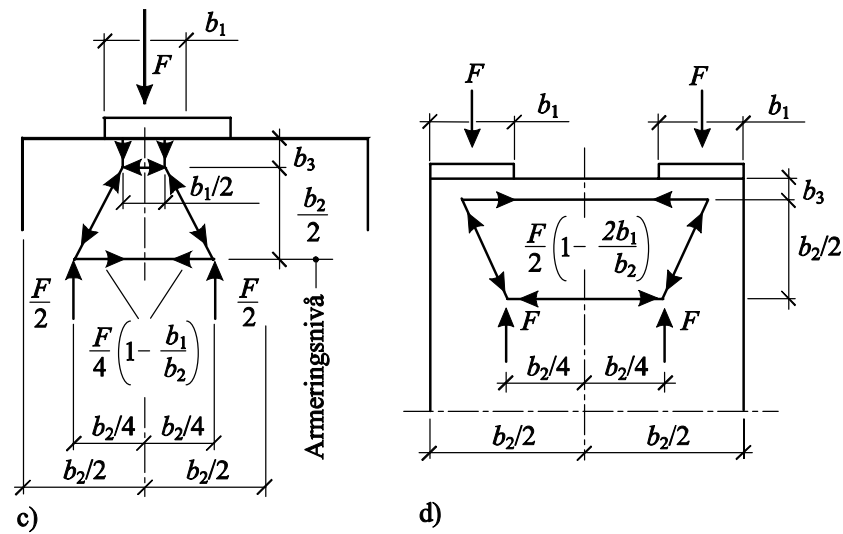 b₁
F
b₃
b₁/2
b₂/2
F/2
F/2
F/4 (1 - b₁/b₂)
Armeringsnivå
b₂/4 b₂/4
b₂/2 b₂/2
c)
F F
b₁ b₁
b₃
F/2 (1 - 2b₁/b₂)
b₂/2
F F
b₂/4 b₂/4
b₂/2 b₂/2
d)